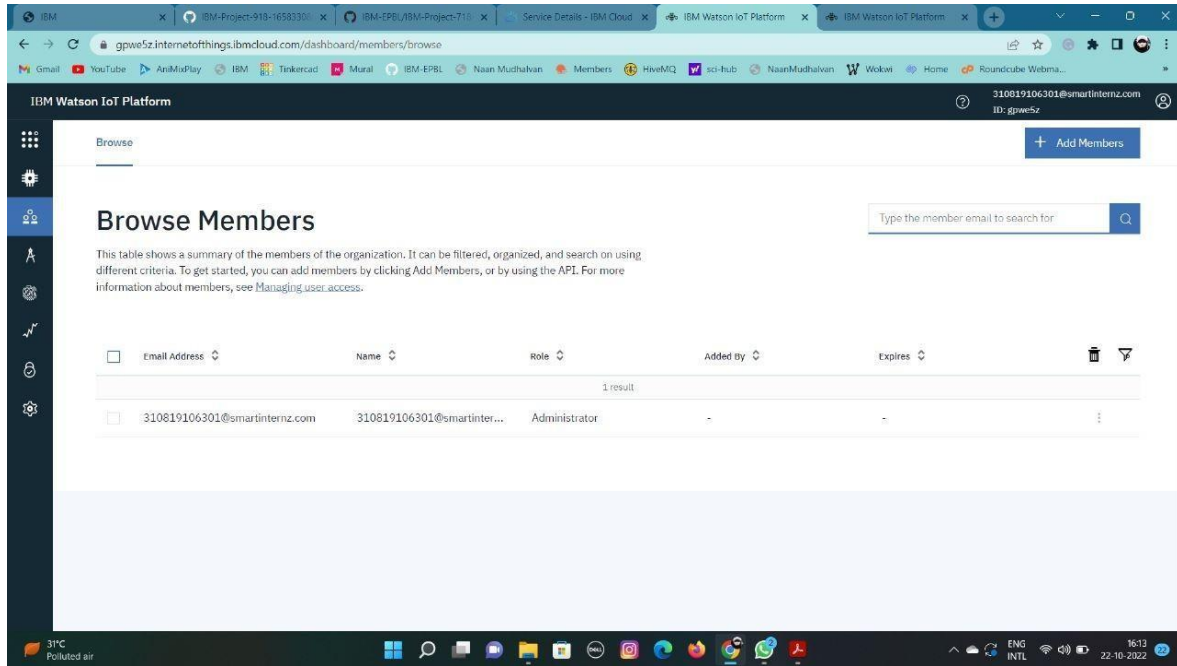 IBM
IBM-Project-918-16583308
IBM-EPBL/IBM-Project-718
Service Details - IBM Cloud
IBM Watson IoT Platform
IBM Watson IoT Platform
gpwe5z.internetofthings.ibmcloud.com/dashboard/members/browse
Gmail YouTube AniMixPlay IBM Tinkercad Mural IBM-EPBL Naan Mudhalvan Members HiveMQ sci-hub NaanMudhalvan Wokwi Home Roundcube Webma...
IBM Watson IoT Platform
310819106301@smartinternz.com
ID: gpwe5z
Browse
+ Add Members
Browse Members
Type the member email to search for
This table shows a summary of the members of the organization. It can be filtered, organized, and search on using
different criteria. To get started, you can add members by clicking Add Members, or by using the API. For more
information about members, see Managing user access.
Email Address Name Role Added By Expires
1 result
310819106301@smartinternz.com 310819106301@smartinter... Administrator - -
31°C
Polluted air
DELL
ENG
INTL
16:13
22-10-2022
22
2